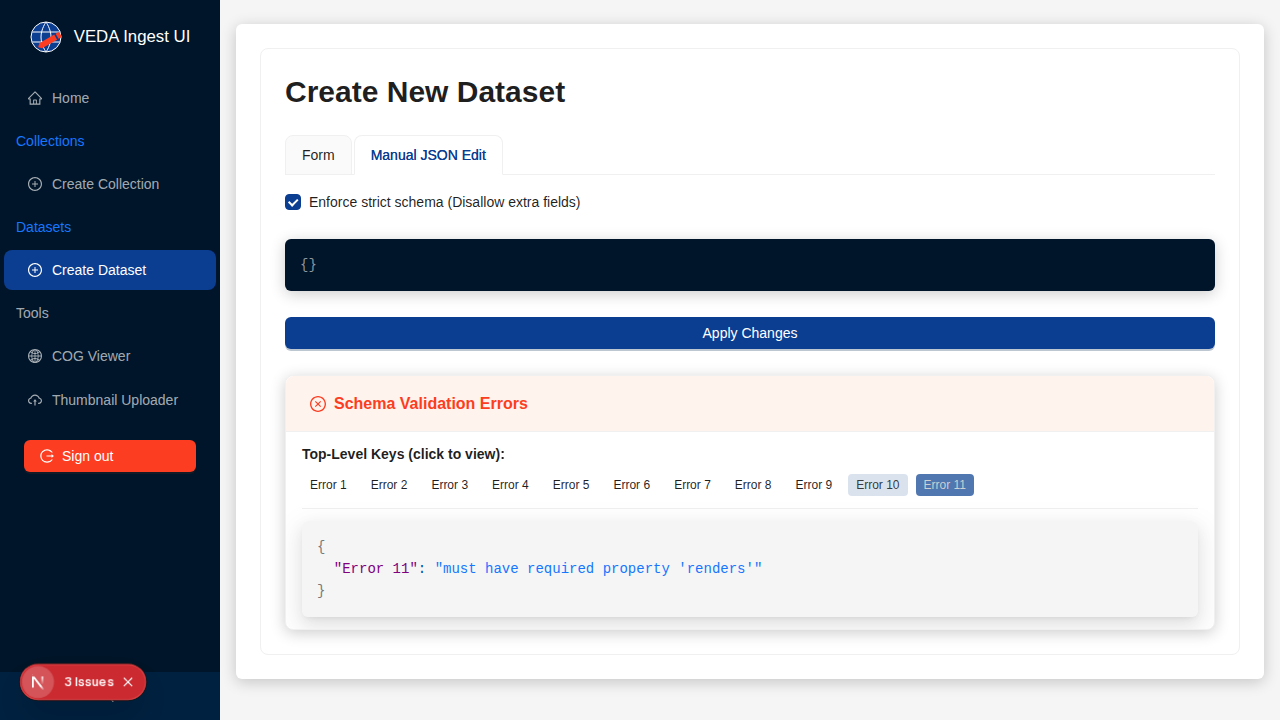 VEDA Ingest UI
Home
Collections
Create Collection
Datasets
Create Dataset
Tools
COG Viewer
Thumbnail Uploader
Sign out
3 Issues
Create New Dataset
Form
Manual JSON Edit
Enforce strict schema (Disallow extra fields)
{}
Apply Changes
Schema Validation Errors
Top-Level Keys (click to view):
Error 1 Error 2 Error 3 Error 4 Error 5 Error 6 Error 7 Error 8 Error 9 Error 10 Error 11
{
"Error 11": "must have required property 'renders'"
}